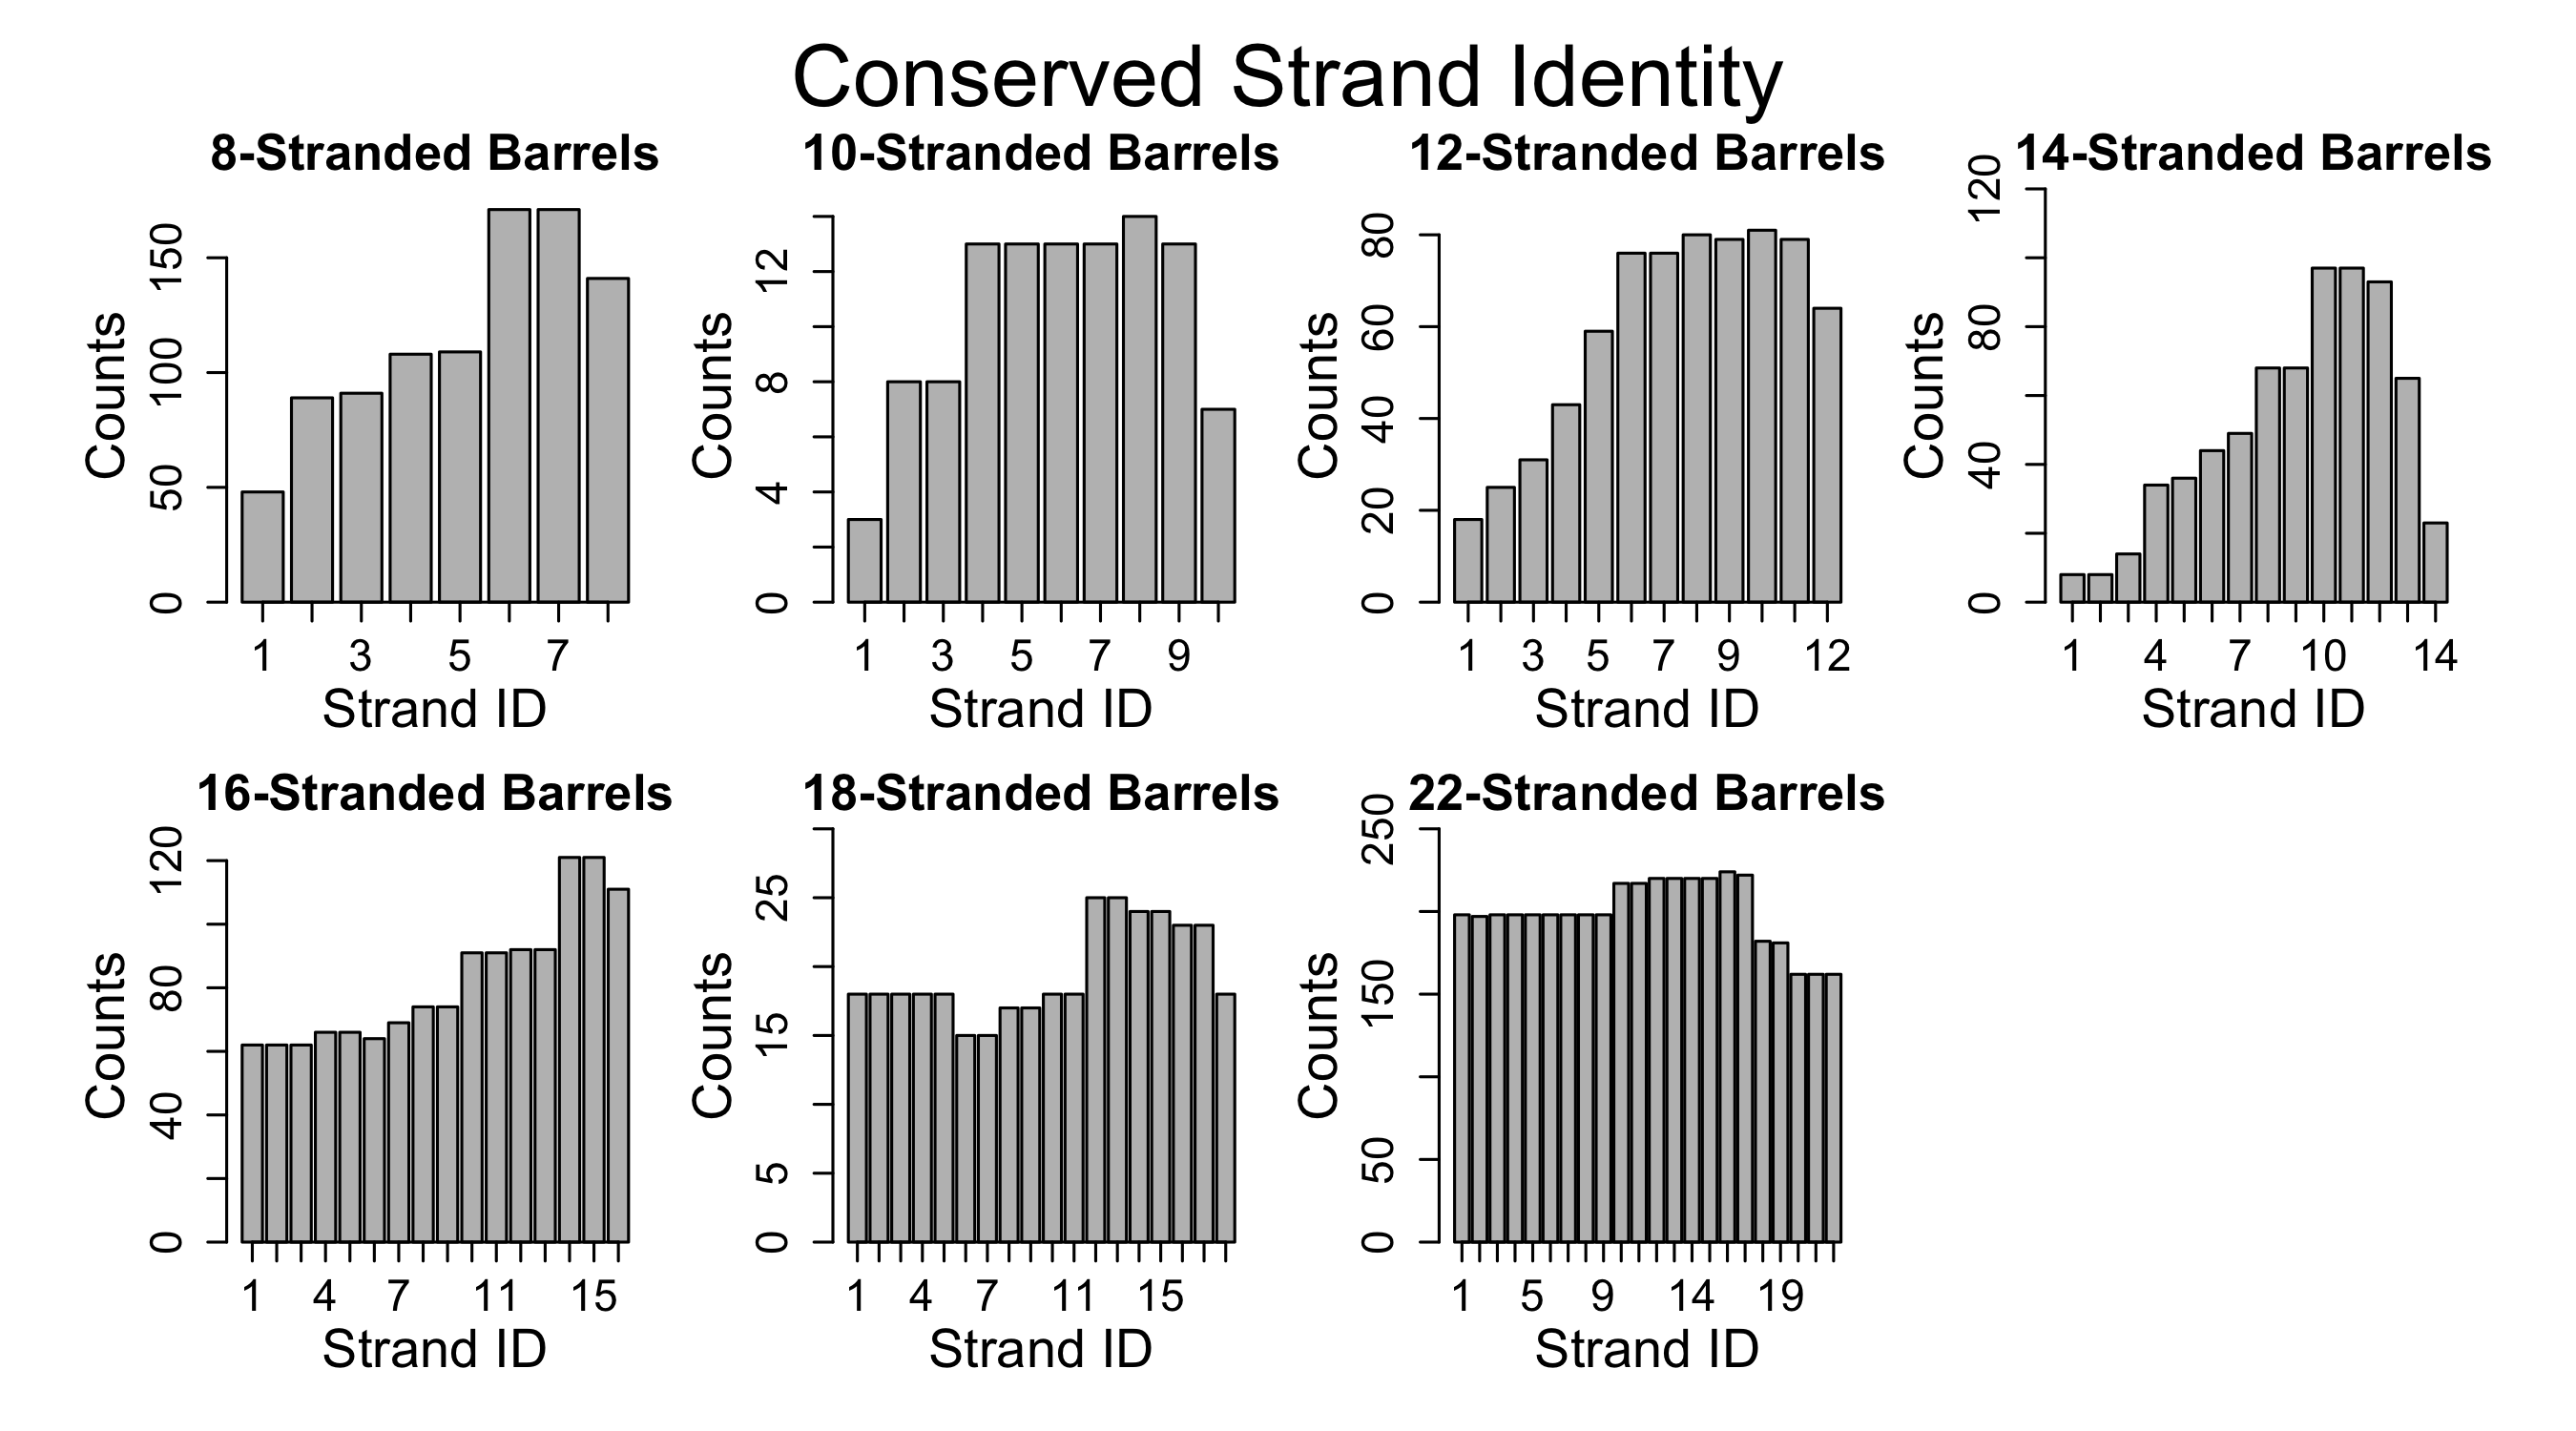 Conserved Strand Identity
8-Stranded Barrels
Counts
0 50 100 150
1 3 5 7
Strand ID
10-Stranded Barrels
Counts
0 4 8 12
1 3 5 7 9
Strand ID
12-Stranded Barrels
Counts
0 20 40 60 80
1 3 5 7 9 12
Strand ID
14-Stranded Barrels
Counts
0 40 80 120
1 4 7 10 14
Strand ID
16-Stranded Barrels
Counts
0 40 80 120
1 4 7 11 15
Strand ID
18-Stranded Barrels
Counts
0 5 15 25
1 4 7 11 15
Strand ID
22-Stranded Barrels
Counts
0 50 150 250
1 5 9 14 19
Strand ID